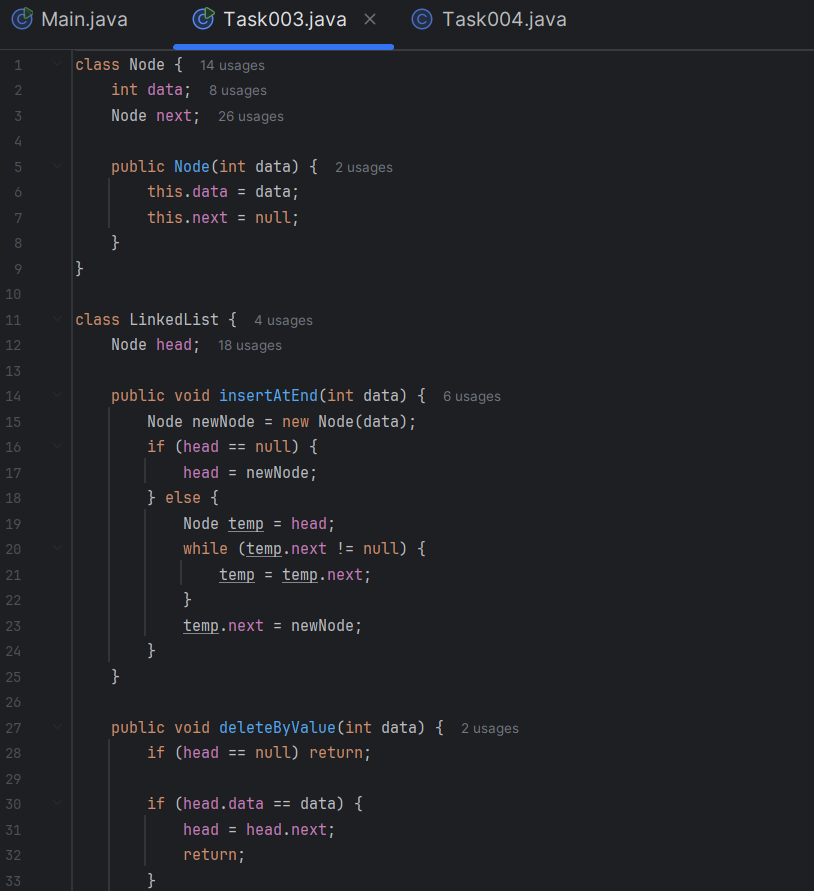 Main.java Task003.java Task004.java
1 class Node { 14 usages
2 int data; 8 usages
3 Node next; 26 usages
4
5 public Node(int data) { 2 usages
6 this.data = data;
7 this.next = null;
8 }
9 }
10
11 class LinkedList { 4 usages
12 Node head; 18 usages
13
14 public void insertAtEnd(int data) { 6 usages
15 Node newNode = new Node(data);
16 if (head == null) {
17 head = newNode;
18 } else {
19 Node temp = head;
20 while (temp.next != null) {
21 temp = temp.next;
22 }
23 temp.next = newNode;
24 }
25 }
26
27 public void deleteByValue(int data) { 2 usages
28 if (head == null) return;
29
30 if (head.data == data) {
31 head = head.next;
32 return;
33 }